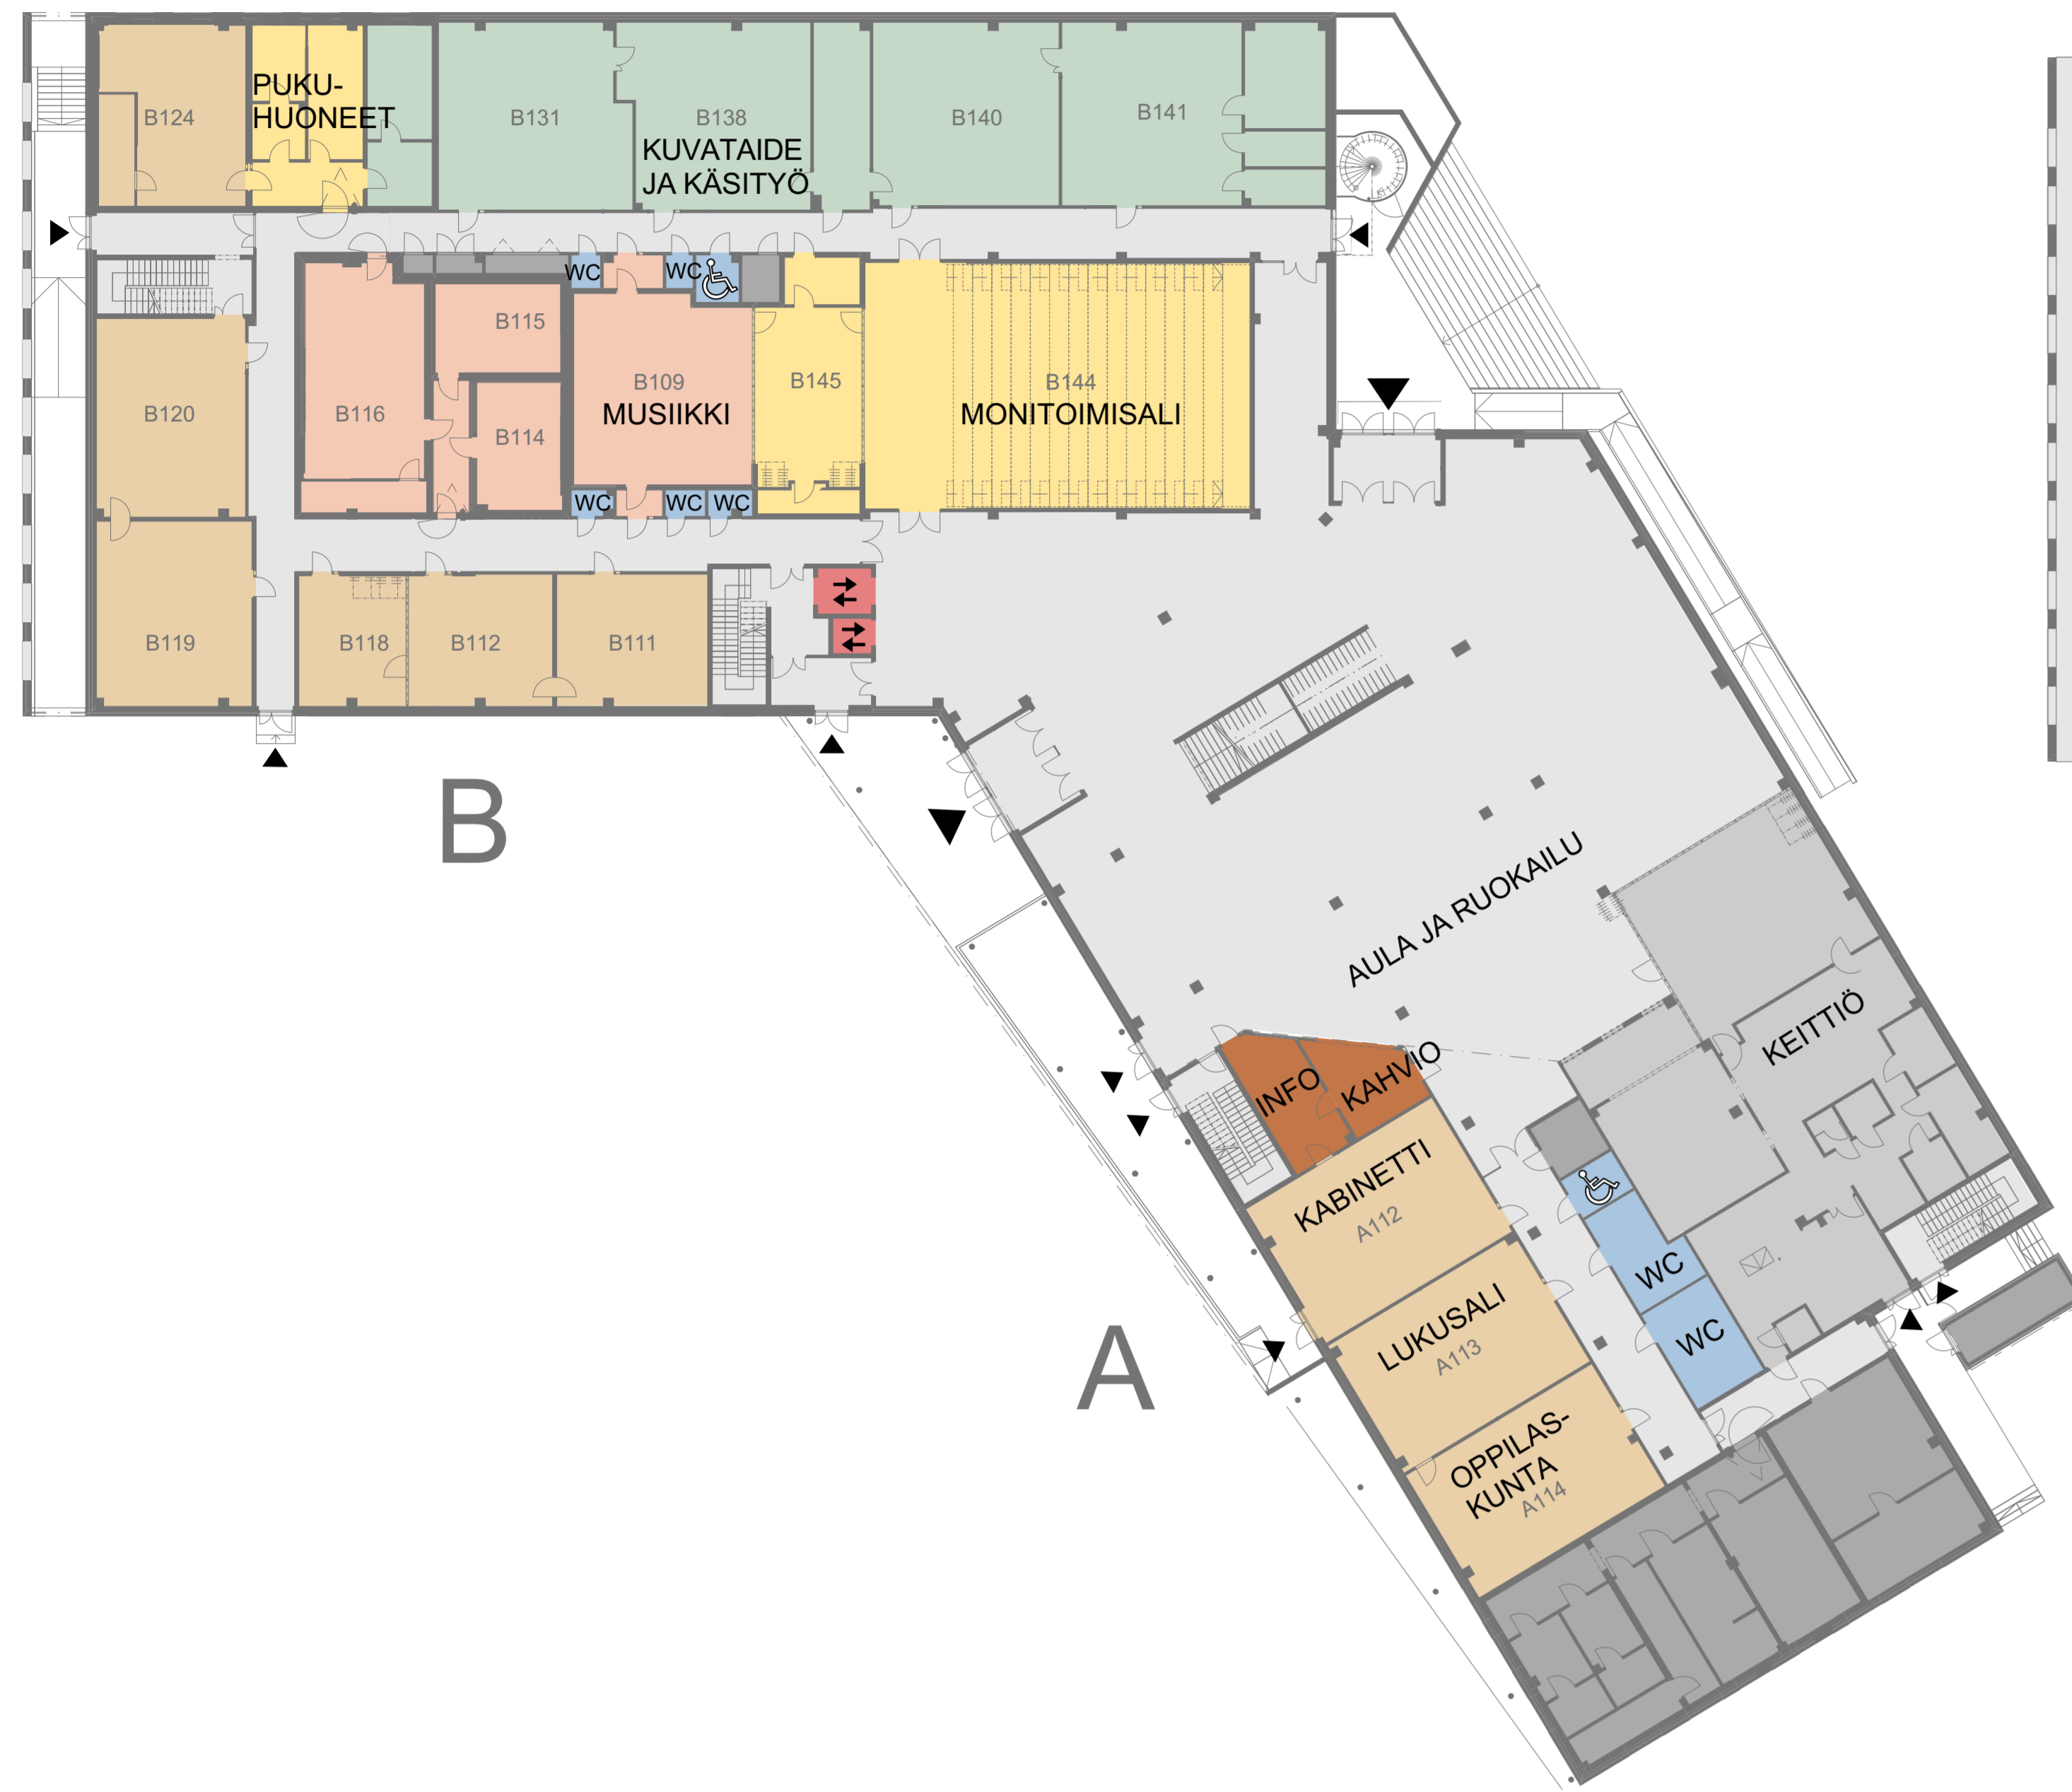 PUKU-
HUONEET
B124
B131
B138
KUVATAIDE
JA KÄSITYÖ
B140
B141
WC
WC
B115
B116
B114
B109
MUSIIKKI
B145
B144
MONITOIMISALI
B120
WC
WC
WC
B119
B118
B112
B111
B
AULA JA RUOKAILU
KEITTIÖ
INFO
KAHVIO
KABINETTI
A112
WC
LUKUSALI
A113
WC
A
OPPILAS-
KUNTA
A114